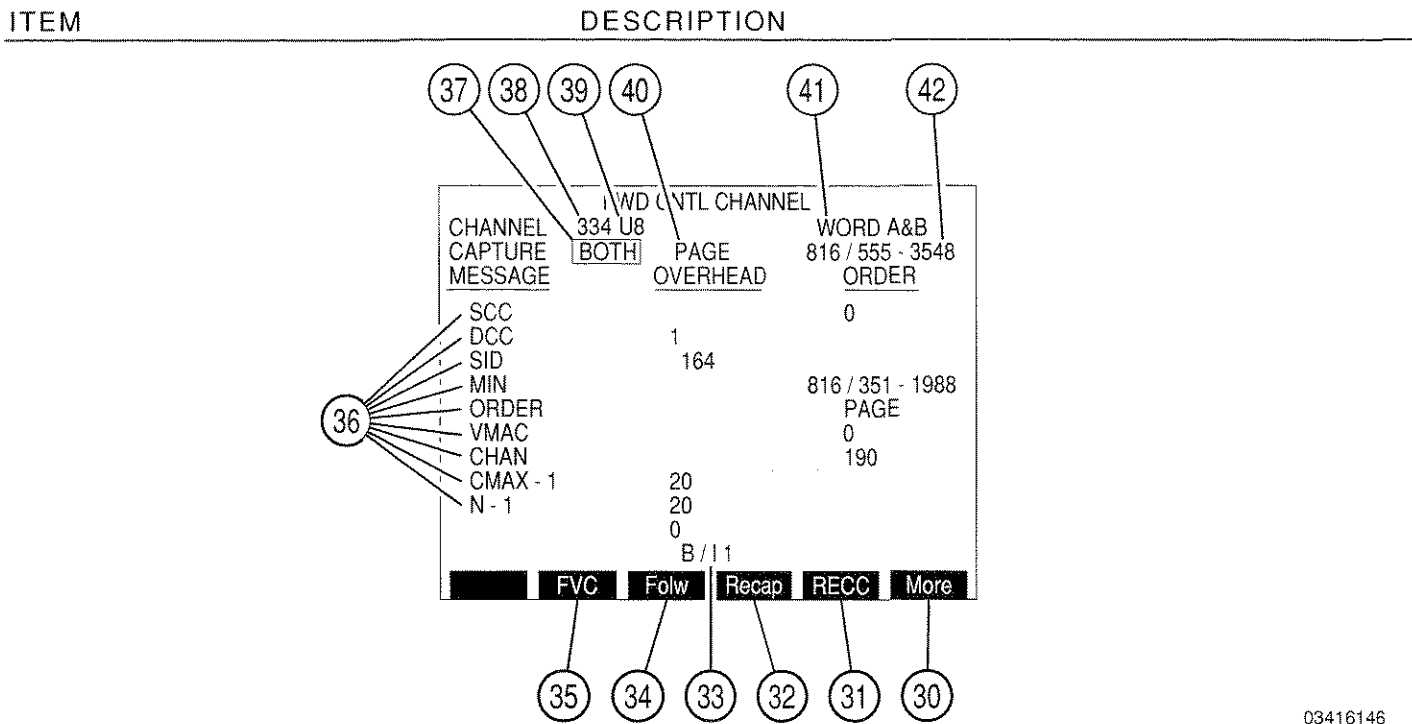 ITEM DESCRIPTION
37 38 39 40 41 42
WD CNTL CHANNEL
CHANNEL 334 U8 WORD A&B
CAPTURE BOTH PAGE 816 / 555 - 3548
MESSAGE OVERHEAD ORDER
SCC 0
DCC 1
SID 164
MIN 816 / 351 - 1988
ORDER PAGE
VMAC 0
CHAN 190
CMAX - 1 20
N - 1 20
0
B / I 1
36
FVC Folw Recap RECC More
35 34 33 32 31 30
03416146